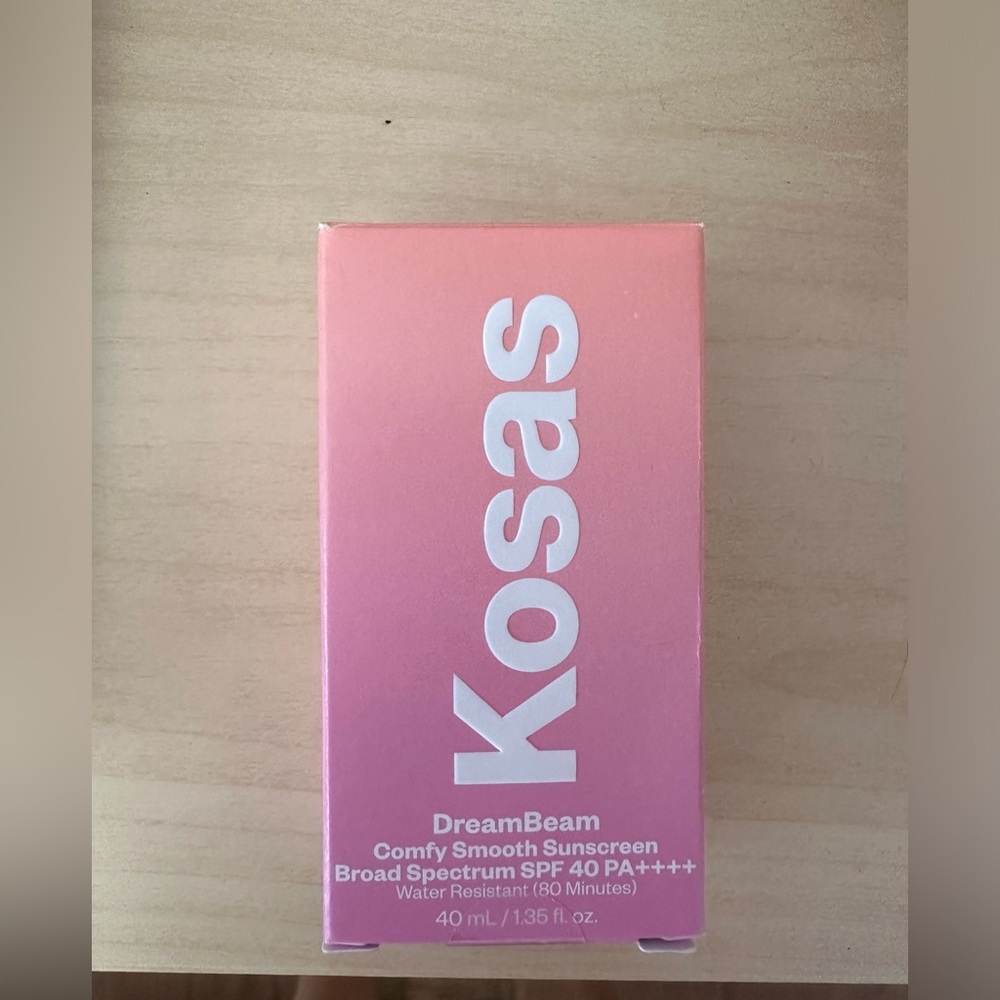 Kosas
DreamBeam
Comfy Smooth Sunscreen
Broad Spectrum SPF 40 PA++++
Water Resistant (80 Minutes)
40 mL / 1.35 fl. oz.